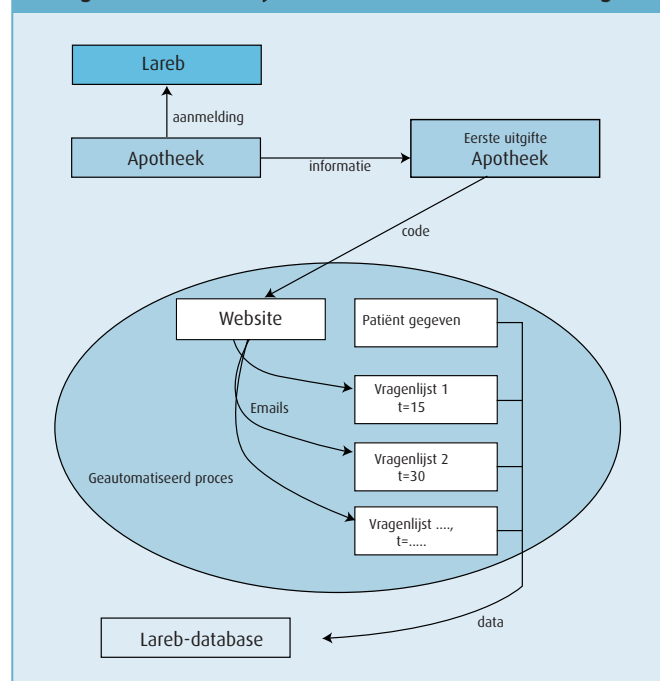 Lareb
aanmelding
Apotheek
informatie
Eerste uitgifte
Apotheek
code
Website
Patiënt gegeven
Vragenlijst 1
t=15
Emails
Vragenlijst 2
t=30
Geautomatiseerd proces
Vragenlijst ....,
t=.....
data
Lareb-database